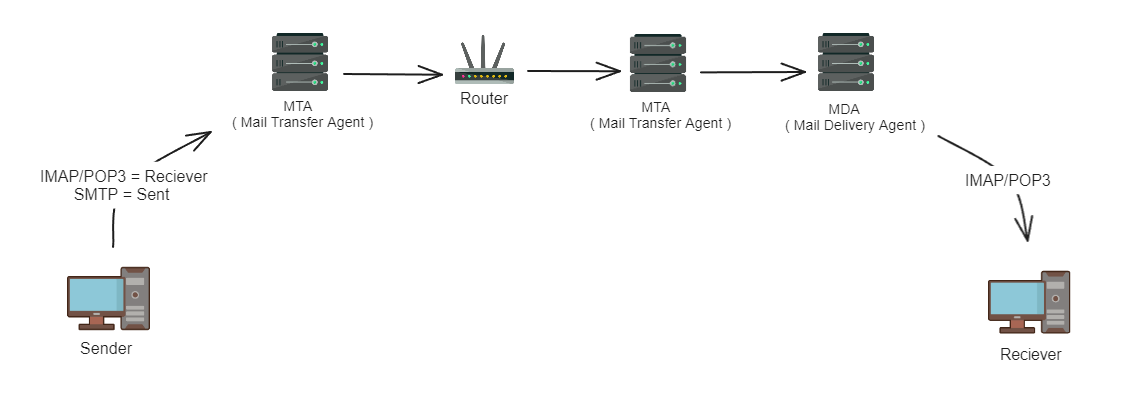 MTA
( Mail Transfer Agent )
Router
MTA
( Mail Transfer Agent )
MDA
( Mail Delivery Agent )
IMAP/POP3 = Reciever
SMTP = Sent
IMAP/POP3
Sender
Reciever